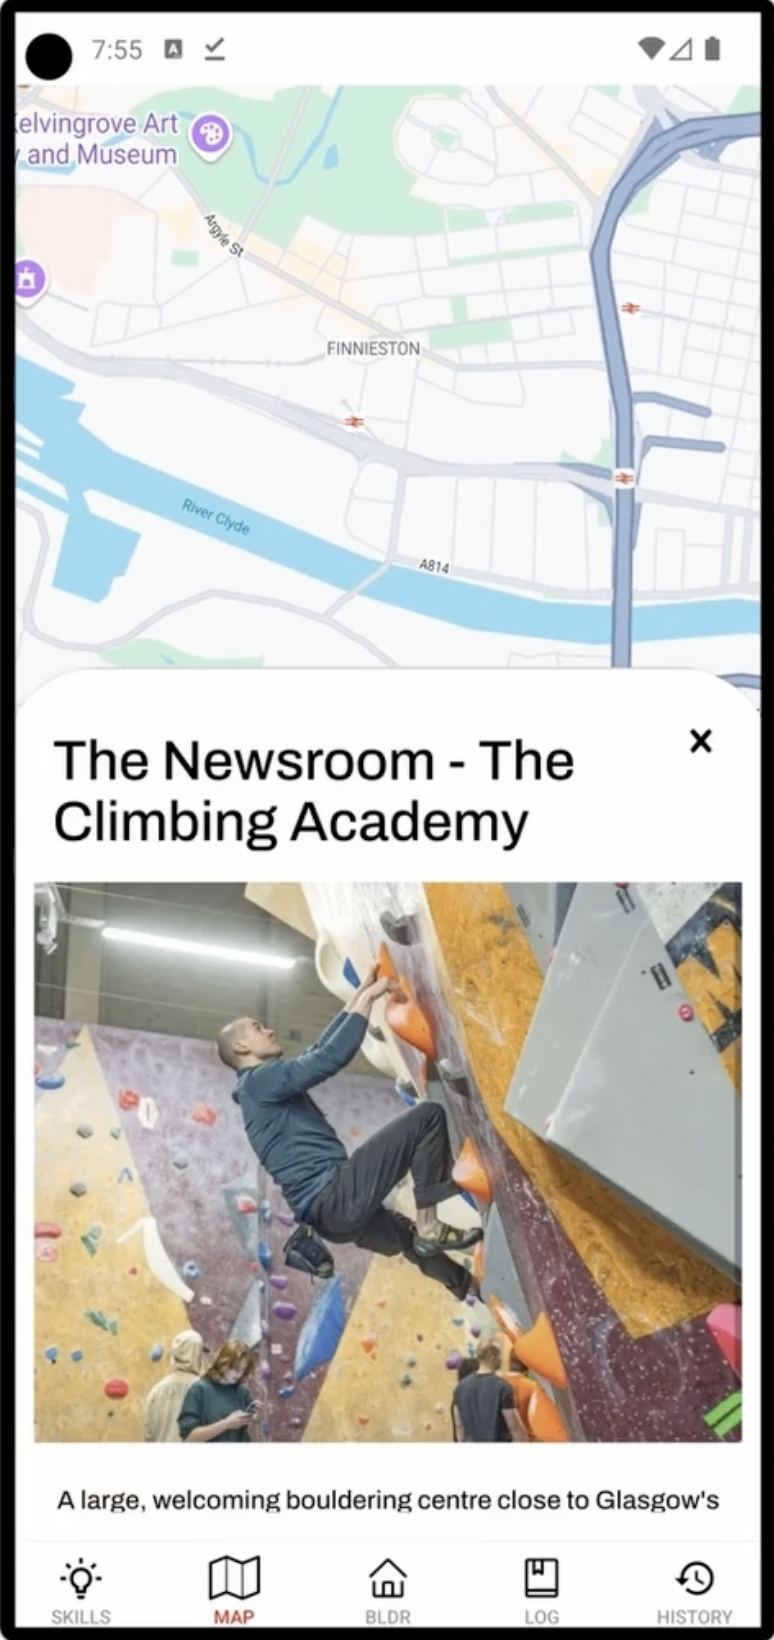 7:55
elvingrove Art
and Museum
Argyle St
FINNIESTON
River Clyde
A814
The Newsroom - The
Climbing Academy
x
A large, welcoming bouldering centre close to Glasgow's
SKILLS
MAP
BLDR
LOG
HISTORY